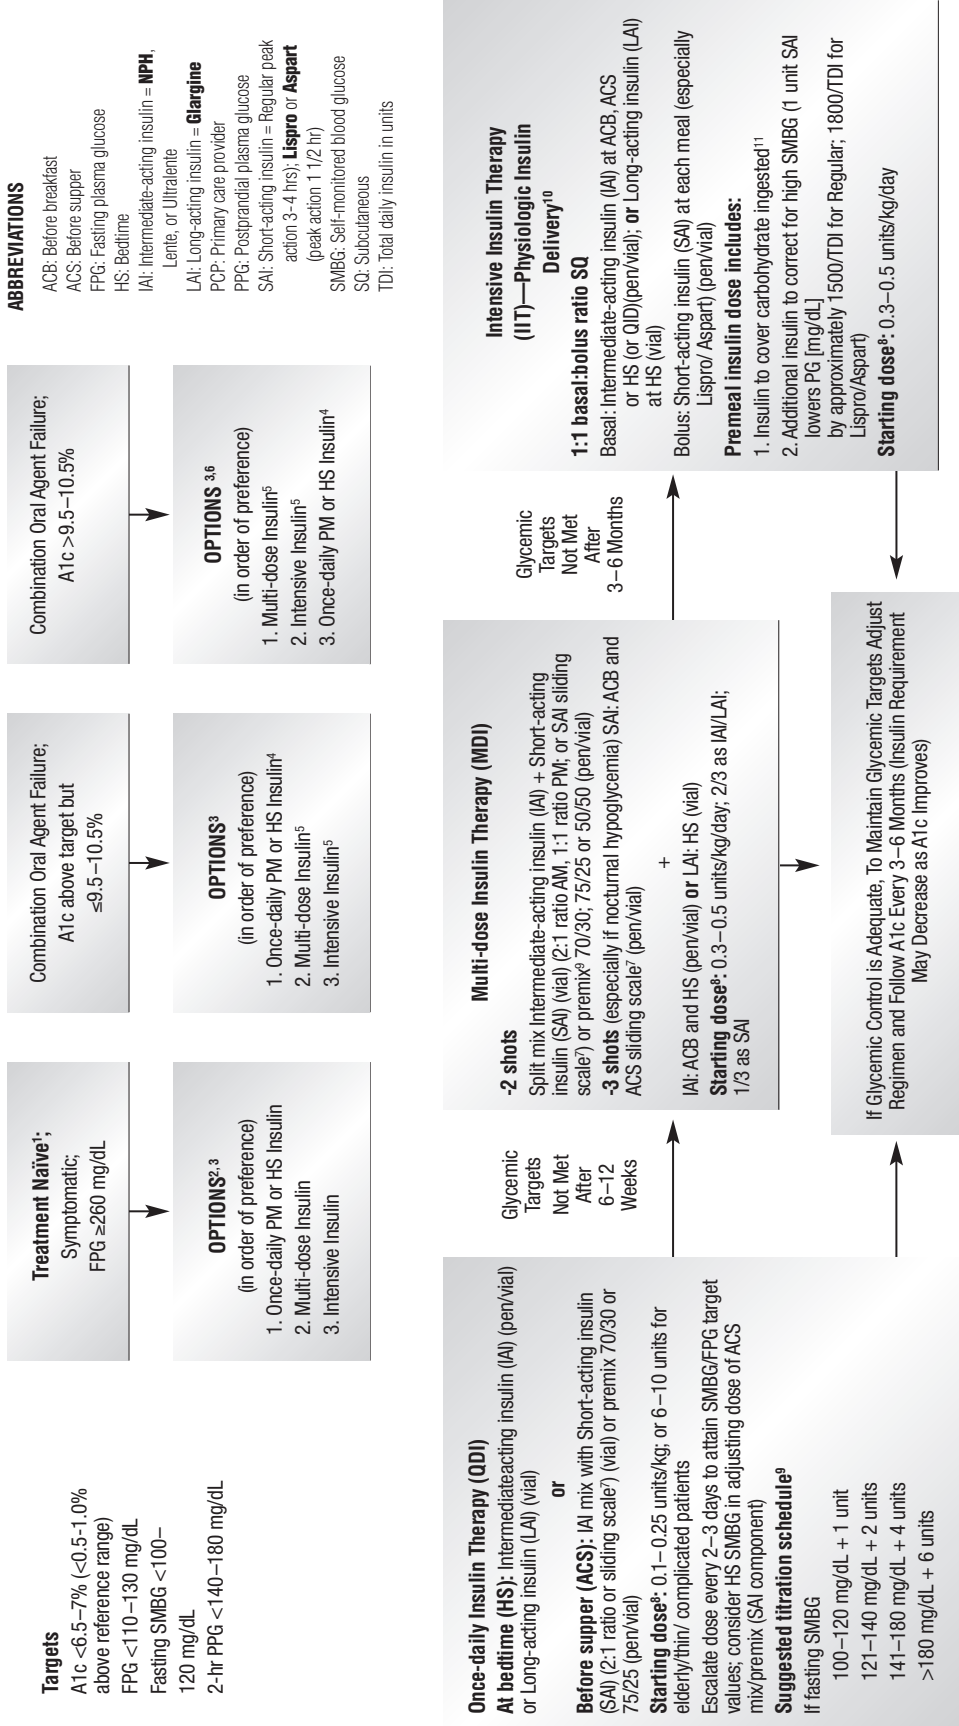 Targets
A1c <6.5–7% (<0.5-1.0%
above reference range)
FPG <110–130 mg/dL
Fasting SMBG <100–
120 mg/dL
2-hr PPG <140–180 mg/dL
Treatment Naïve¹;
Symptomatic;
FPG ≥260 mg/dL
OPTIONS²,³
(in order of preference)
1. Once-daily PM or HS Insulin
2. Multi-dose Insulin
3. Intensive Insulin
Combination Oral Agent Failure;
A1c above target but
≤9.5–10.5%
OPTIONS³
(in order of preference)
1. Once-daily PM or HS Insulin⁴
2. Multi-dose Insulin⁵
3. Intensive Insulin⁵
Combination Oral Agent Failure;
A1c >9.5–10.5%
OPTIONS ³,⁶
(in order of preference)
1. Multi-dose Insulin⁵
2. Intensive Insulin⁵
3. Once-daily PM or HS Insulin⁴
ABBREVIATIONS
ACB: Before breakfast
ACS: Before supper
FPG: Fasting plasma glucose
HS: Bedtime
IAI: Intermediate-acting insulin = NPH,
Lente, or Ultralente
LAI: Long-acting insulin = Glargine
PCP: Primary care provider
PPG: Postprandial plasma glucose
SAI: Short-acting insulin = Regular peak
action 3–4 hrs); Lispro or Aspart
(peak action 1 1/2 hr)
SMBG: Self-monitored blood glucose
SQ: Subcutaneous
TDI: Total daily insulin in units
Once-daily Insulin Therapy (QDI)
At bedtime (HS): Intermediateacting insulin (IAI) (pen/vial)
or Long-acting insulin (LAI) (vial)
or
Before supper (ACS): IAI mix with Short-acting insulin
(SAI) (2:1 ratio or sliding scale⁷) (vial) or premix 70/30 or
75/25 (pen/vial)
Starting dose⁸: 0.1–0.25 units/kg; or 6–10 units for
elderly/thin/ complicated patients
Escalate dose every 2–3 days to attain SMBG/FPG target
values; consider HS SMBG in adjusting dose of ACS
mix/premix (SAI component)
Suggested titration schedule⁹
If fasting SMBG
100–120 mg/dL + 1 unit
121–140 mg/dL + 2 units
141–180 mg/dL + 4 units
>180 mg/dL + 6 units
Glycemic
Targets
Not Met
After
6–12
Weeks
Multi-dose Insulin Therapy (MDI)
-2 shots
Split mix Intermediate-acting insulin (IAI) + Short-acting
insulin (SAI) (vial) (2:1 ratio AM, 1:1 ratio PM; or SAI sliding
scale⁷) or premix⁹ 70/30; 75/25 or 50/50 (pen/vial)
-3 shots (especially if nocturnal hypoglycemia) SAI: ACB and
ACS sliding scale⁷ (pen/vial)
+
IAI: ACB and HS (pen/vial) or LAI: HS (vial)
Starting dose⁸: 0.3–0.5 units/kg/day; 2/3 as IAI/LAI;
1/3 as SAI
Glycemic
Targets
Not Met
After
3–6 Months
Intensive Insulin Therapy
(IIT)—Physiologic Insulin
Delivery¹⁰
1:1 basal:bolus ratio SQ
Basal: Intermediate-acting insulin (IAI) at ACB, ACS
or HS (or QID)(pen/vial); or Long-acting insulin (LAI)
at HS (vial)
Bolus: Short-acting insulin (SAI) at each meal (especially
Lispro/ Aspart) (pen/vial)
Premeal insulin dose includes:
1. Insulin to cover carbohydrate ingested¹¹
2. Additional insulin to correct for high SMBG (1 unit SAI
lowers PG [mg/dL]
by approximately 1500/TDI for Regular; 1800/TDI for
Lispro/Aspart)
Starting dose⁸: 0.3–0.5 units/kg/day
If Glycemic Control is Adequate, To Maintain Glycemic Targets Adjust
Regimen and Follow A1c Every 3–6 Months (Insulin Requirement
May Decrease as A1c Improves)